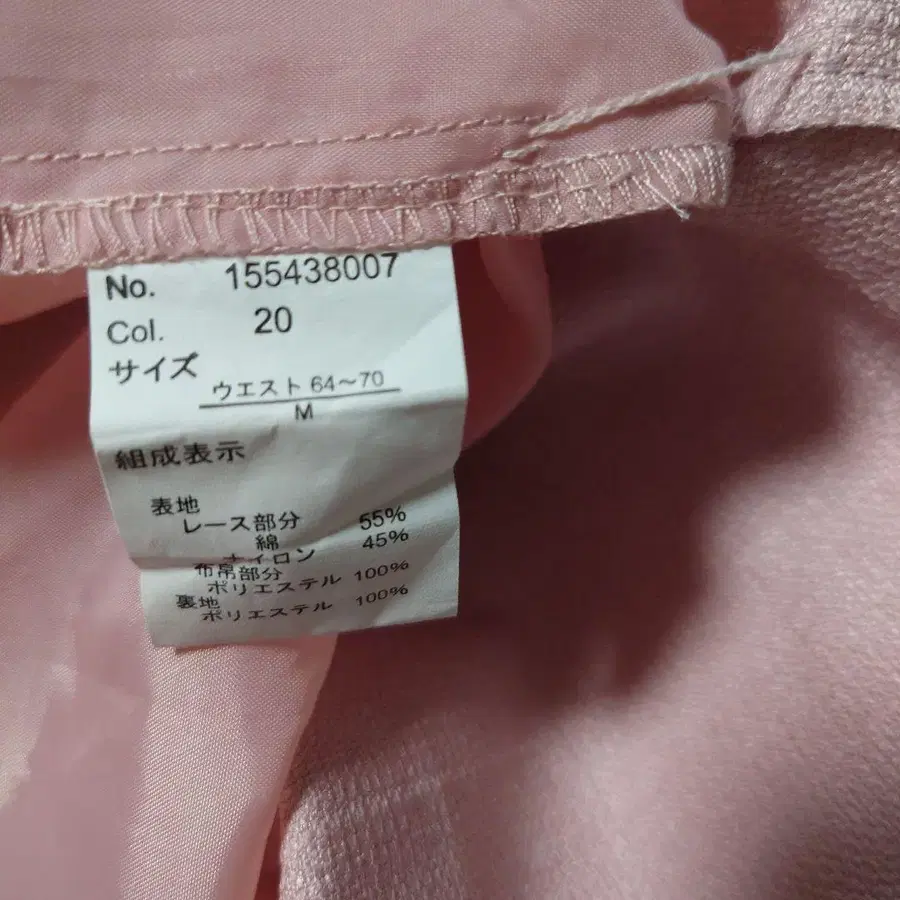 No. 155438007
Col. 20
サイズ ウエスト 64～70
M
組成表示
表地
レース部分
綿 55%
ナイロン 45%
布帛部分
ポリエステル 100%
裏地
ポリエステル 100%